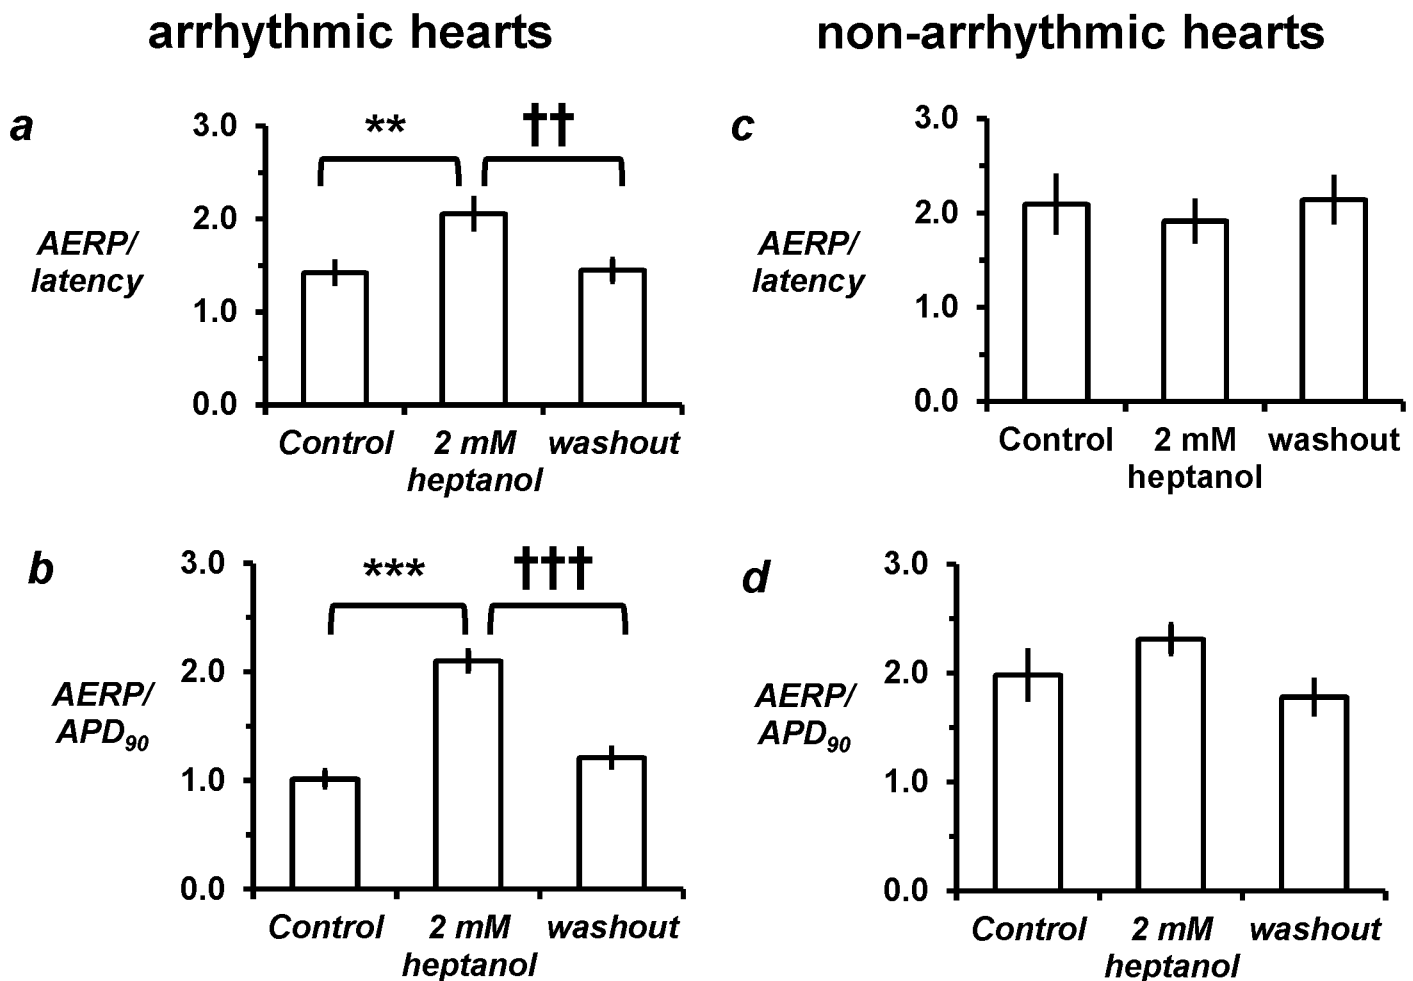 arrhythmic hearts
non-arrhythmic hearts
a
3.0
2.0
1.0
0.0
AERP/
latency
**
††
Control
2 mM
heptanol
washout
c
3.0
2.0
1.0
0.0
AERP/
latency
Control
2 mM
heptanol
washout
b
3.0
2.0
1.0
0.0
AERP/
APD90
***
†††
Control
2 mM
heptanol
washout
d
3.0
2.0
1.0
0.0
AERP/
APD90
Control
2 mM
heptanol
washout